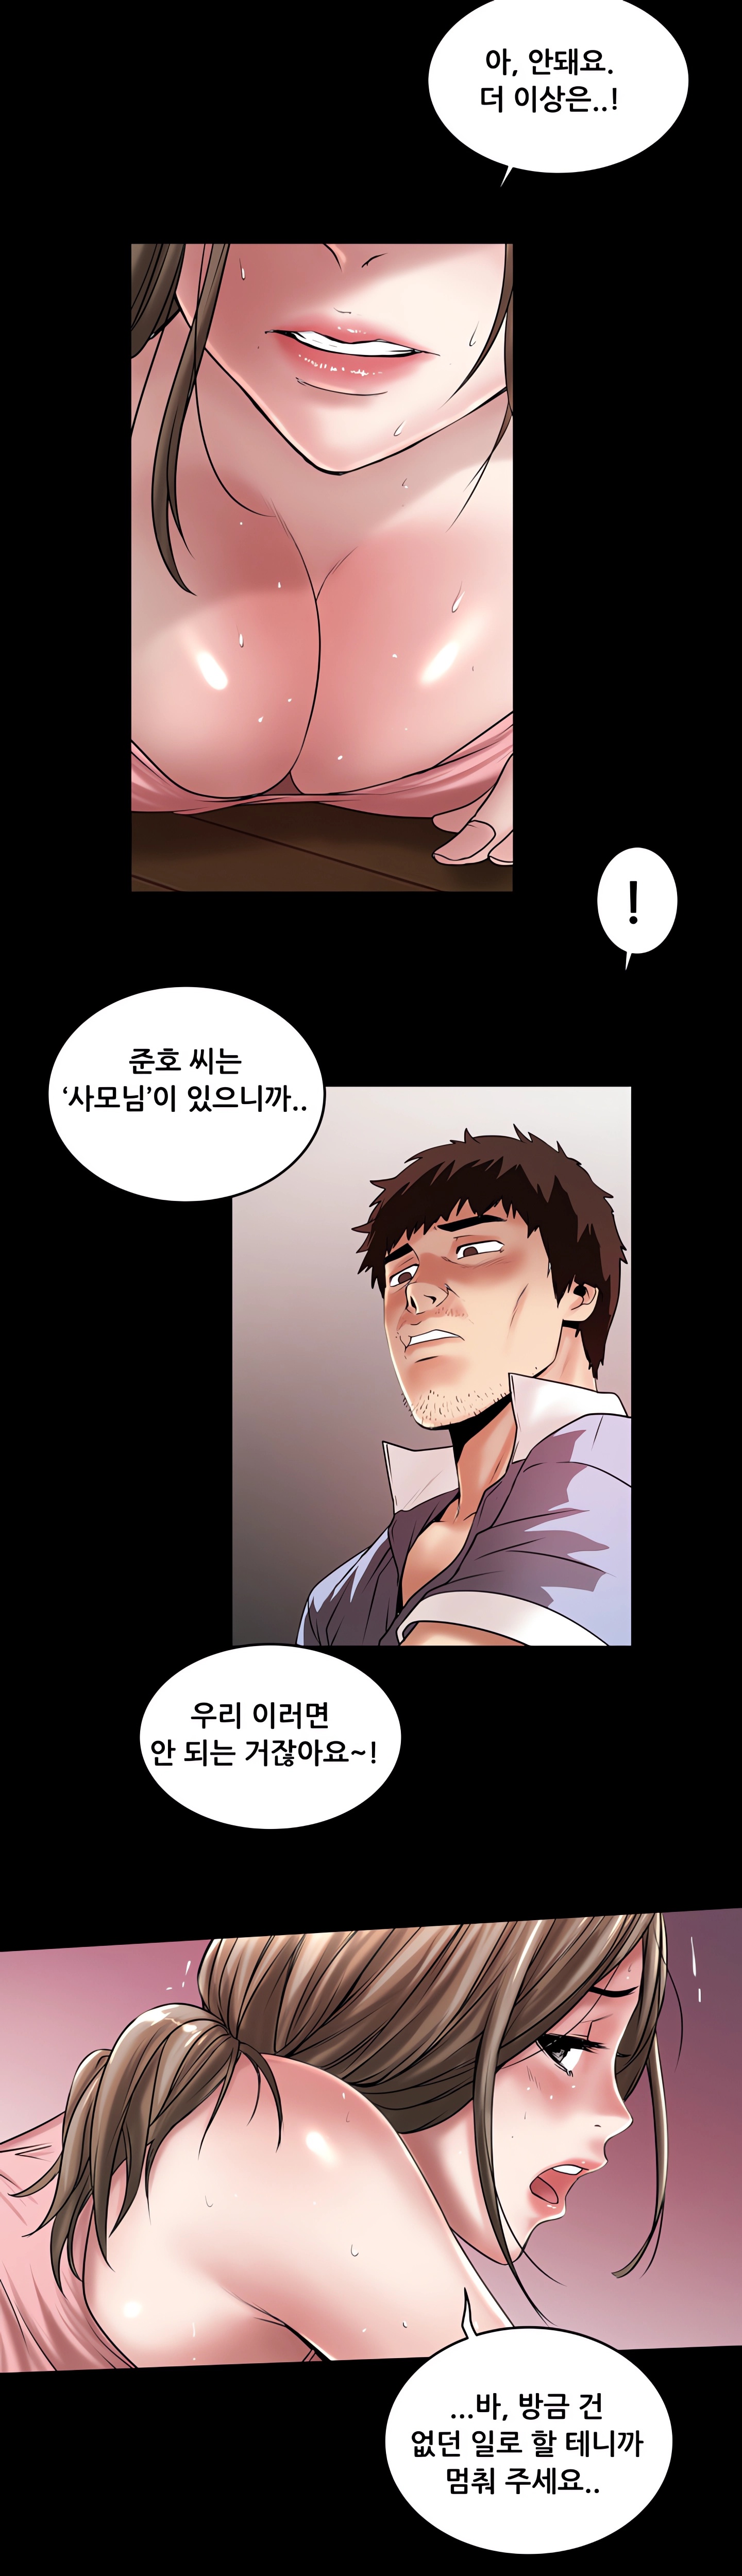 아, 안돼요.
더 이상은..!
!
준호 씨는
‘사모님’이 있으니까..
우리 이러면
안 되는 거잖아요~!
...바, 방금 건
없던 일로 할 테니까
멈춰 주세요..